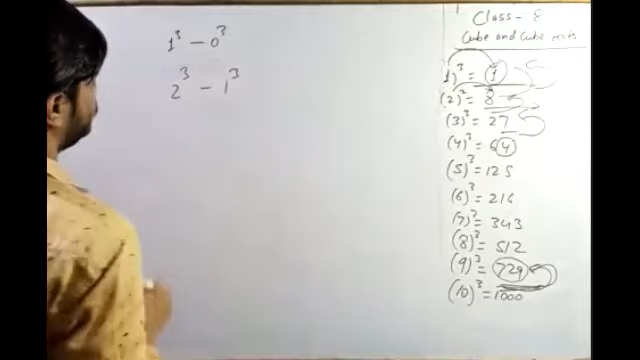 1³ – 0³
2³ – 1³
Class - 8
Cube and Cube roots
1)³ = 1
(2)³ = 8
(3)³ = 27
(4)³ = 64
(5)³ = 125
(6)³ = 216
(7)³ = 343
(8)³ = 512
(9)³ = 729
(10)³ = 1000